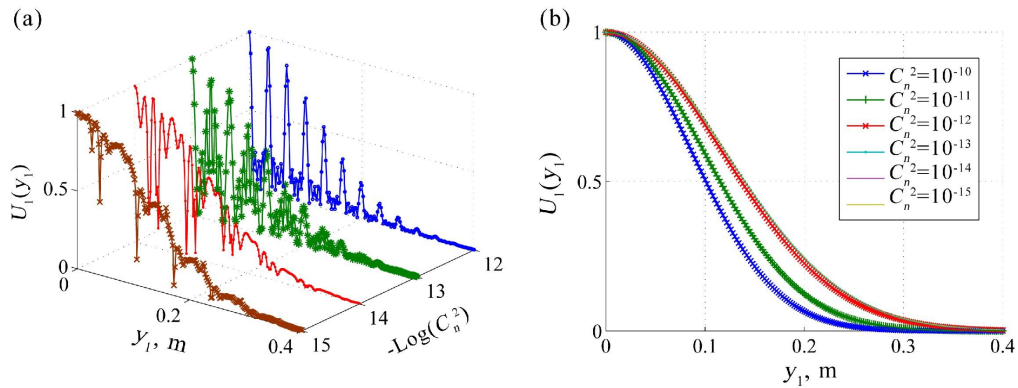 (a)
U₁(y₁)
1
0.5
0
0
0.2
0.4
y₁, m
15
14
13
12
-Log(Cₙ²)
(b)
U₁(y₁)
1
0.5
0
0
0.1
0.2
0.3
0.4
y₁, m
Cₙ²=10⁻¹⁰
Cₙ²=10⁻¹¹
Cₙ²=10⁻¹²
Cₙ²=10⁻¹³
Cₙ²=10⁻¹⁴
Cₙ²=10⁻¹⁵